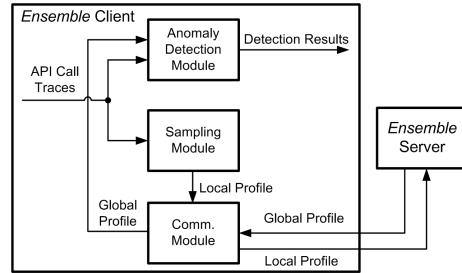 Ensemble Client
Anomaly
Detection
Module
Detection Results
API Call
Traces
Sampling
Module
Ensemble
Server
Local Profile
Global
Profile
Comm.
Module
Global Profile
Local Profile